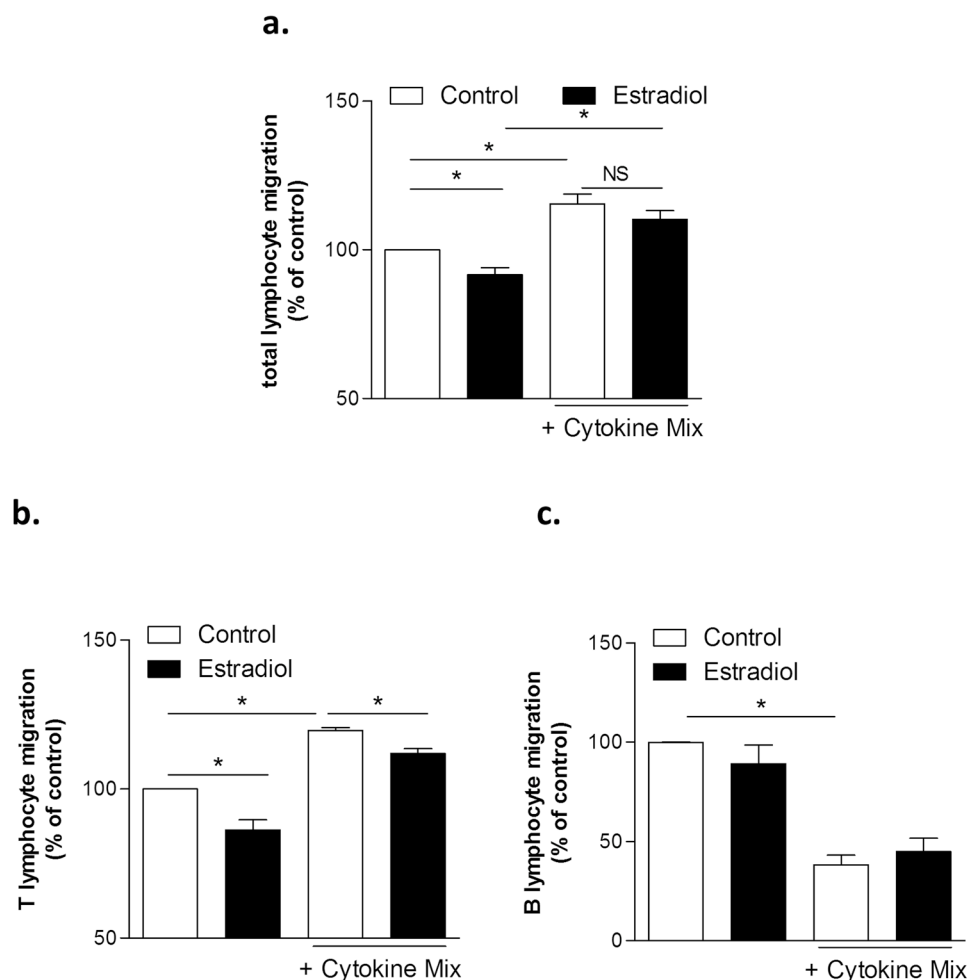 a.
total lymphocyte migration
(% of control)
150
100
50
Control Estradiol
*
*
*
NS
+ Cytokine Mix
b.
T lymphocyte migration
(% of control)
150
100
50
Control
Estradiol
*
*
*
+ Cytokine Mix
c.
B lymphocyte migration
(% of control)
150
100
50
0
Control
Estradiol
*
+ Cytokine Mix